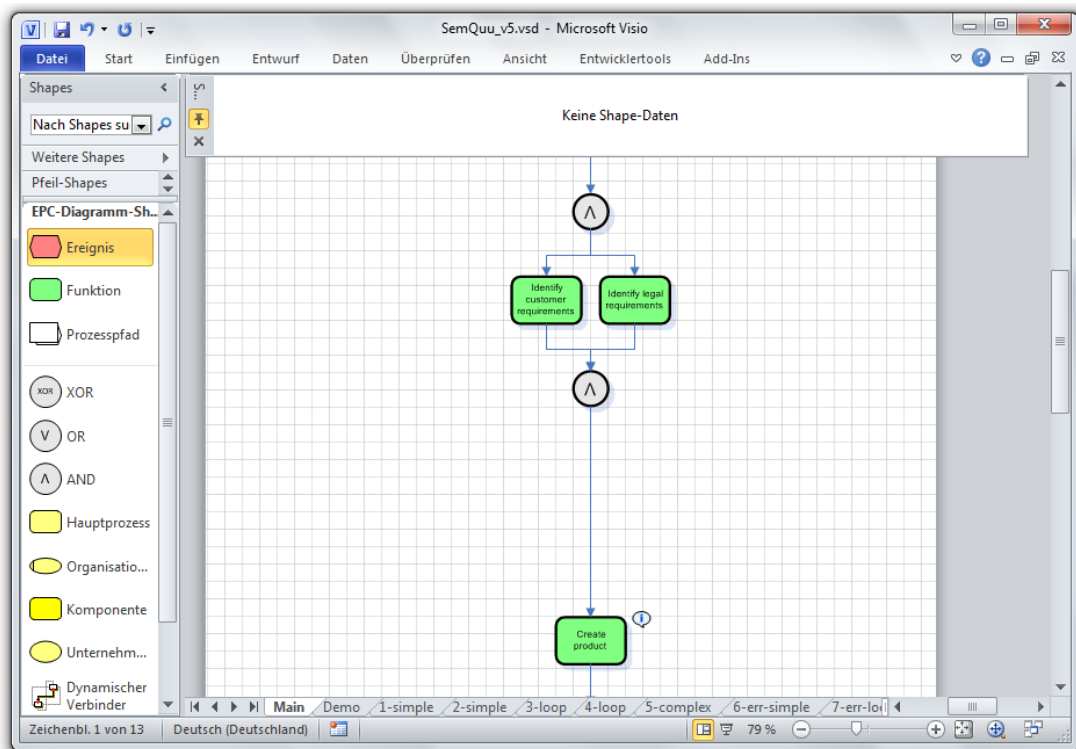 SemQuu_v5.vsd - Microsoft Visio
Datei Start Einfügen Entwurf Daten Überprüfen Ansicht Entwicklertools Add-Ins
Shapes
Nach Shapes su
Weitere Shapes
Pfeil-Shapes
EPC-Diagramm-Sh...
Ereignis
Funktion
Prozesspfad
XOR XOR
V OR
Λ AND
Hauptprozess
Organisatio...
Komponente
Unternehm...
Dynamischer
Verbinder
Keine Shape-Daten
Λ
Identify
customer
requirements
Identify legal
requirements
Λ
Create
product
Main Demo 1-simple 2-simple 3-loop 4-loop 5-complex 6-err-simple 7-err-loo
Zeichenbl. 1 von 13 Deutsch (Deutschland) 79 %